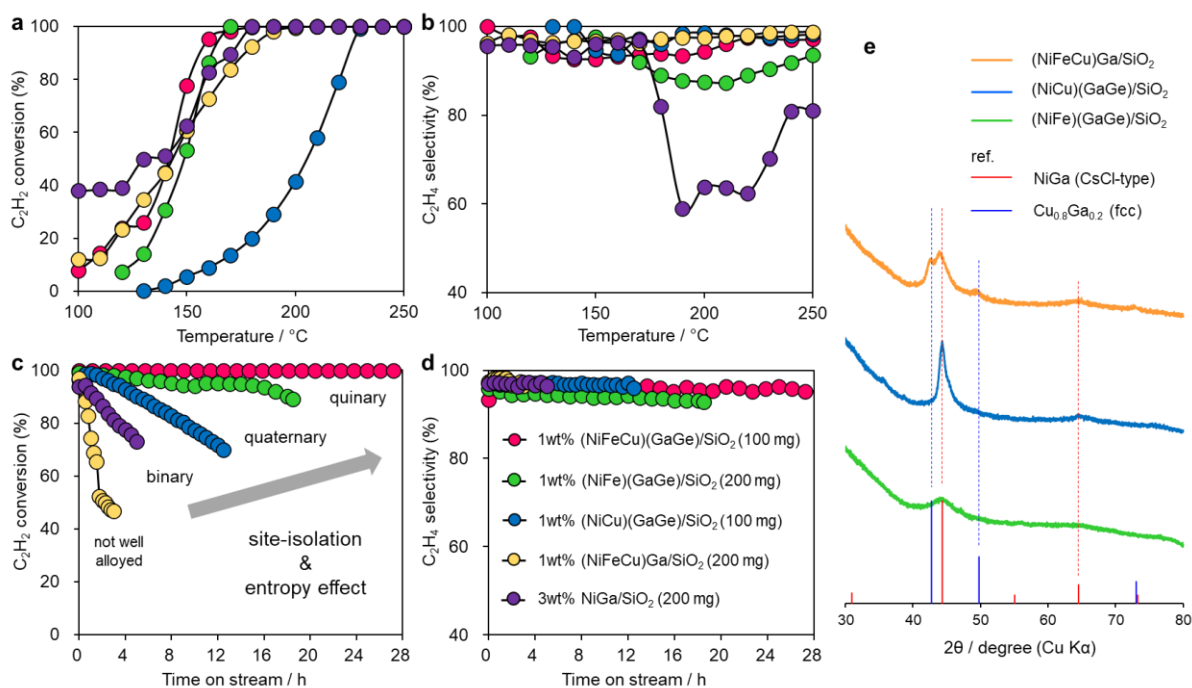 a
C₂H₂ conversion (%)
100
80
60
40
20
0
100
150
200
250
Temperature / °C
b
C₂H₄ selectivity (%)
100
80
60
40
100
150
200
250
Temperature / °C
c
C₂H₂ conversion (%)
100
80
60
40
20
0
0
4
8
12
16
20
24
28
Time on stream / h
quinary
quaternary
binary
not well
alloyed
site-isolation
&
entropy effect
d
C₂H₄ selectivity (%)
100
80
60
40
0
4
8
12
16
20
24
28
Time on stream / h
1wt% (NiFeCu)(GaGe)/SiO₂ (100 mg)
1wt% (NiFe)(GaGe)/SiO₂ (200 mg)
1wt% (NiCu)(GaGe)/SiO₂ (100 mg)
1wt% (NiFeCu)Ga/SiO₂ (200 mg)
3wt% NiGa/SiO₂ (200 mg)
e
(NiFeCu)Ga/SiO₂
(NiCu)(GaGe)/SiO₂
(NiFe)(GaGe)/SiO₂
ref.
NiGa (CsCl-type)
Cu₀.₈Ga₀.₂ (fcc)
30
40
50
60
70
80
2θ / degree (Cu Kα)